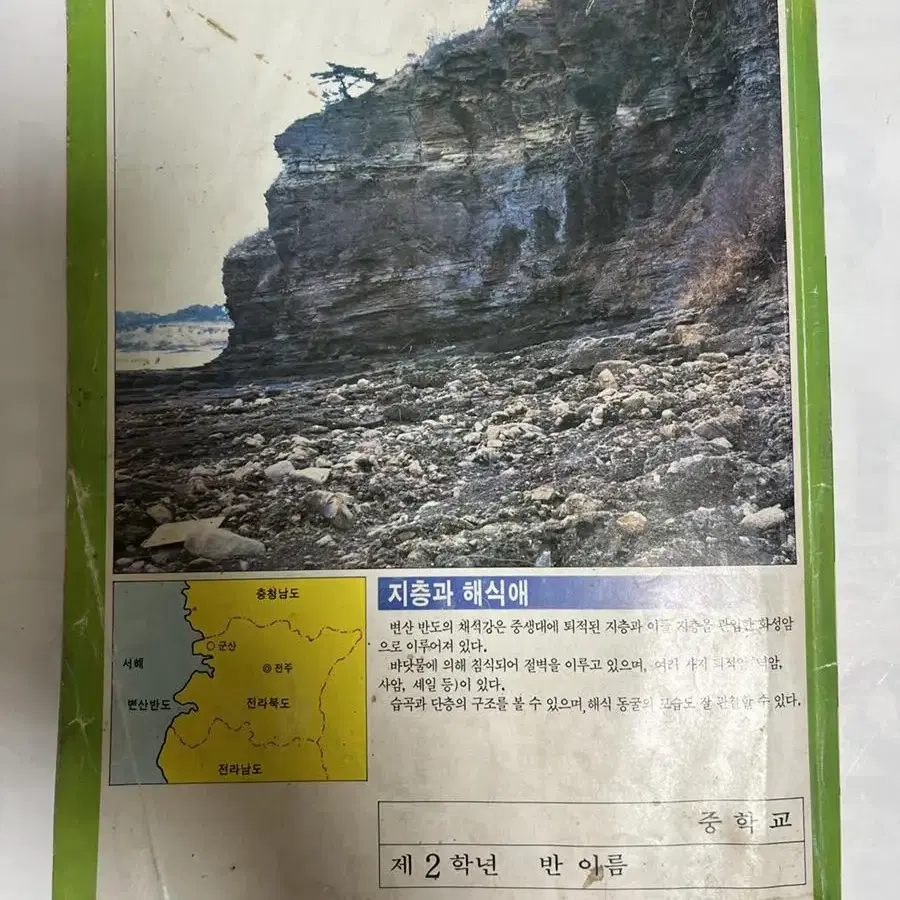 충청남도
군산
서해
전주
변산반도
전라북도
전라남도
지층과 해식애
변산 반도의 채석강은 중생대에 퇴적된 지층과 이들 지층을 관입한 화성암
으로 이루어져 있다.
바닷물에 의해 침식되어 절벽을 이루고 있으며, 여러 가지 퇴적암
사암, 셰일 등)이 있다.
습곡과 단층의 구조를 볼 수 있으며, 해식 동굴의 모습도 잘 관찰할 수 있다.
중학교
제 2 학년 반 이름